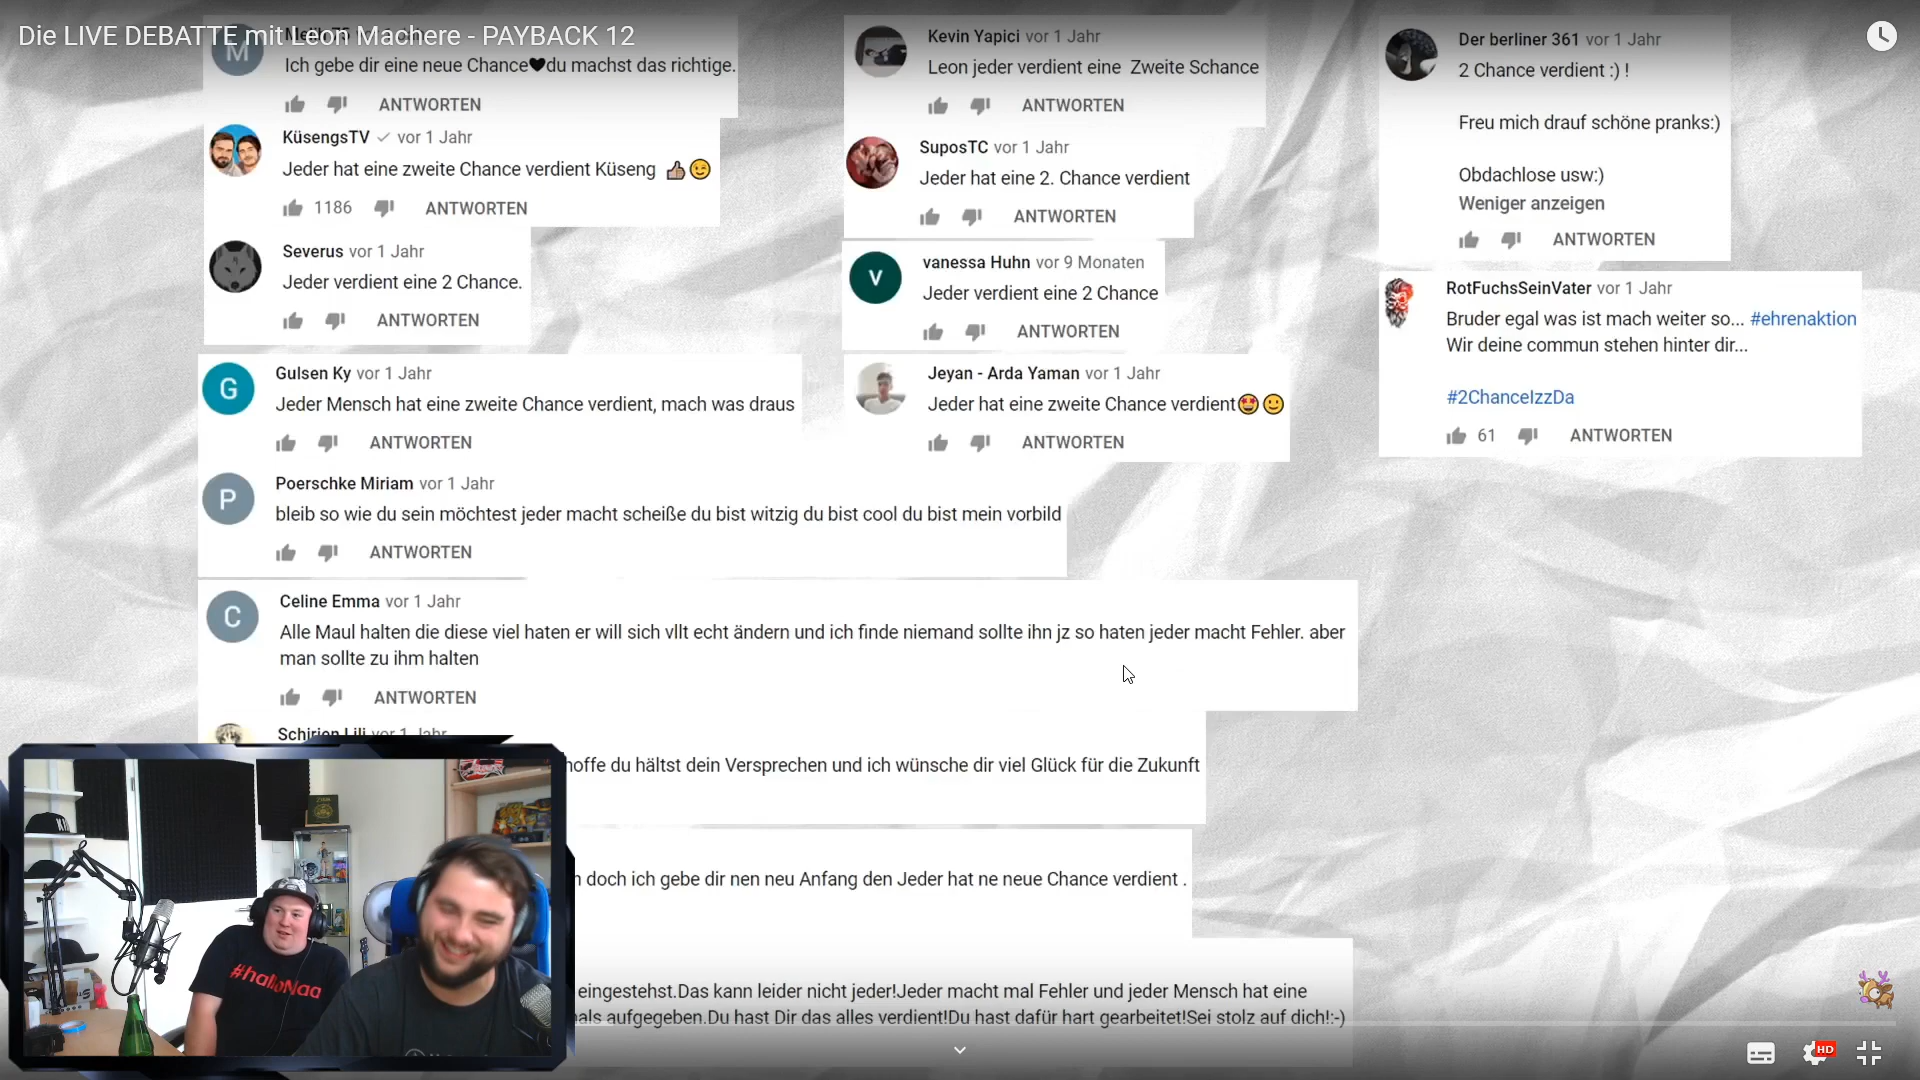 Die LIVE DEBATTE mit Leon Machere - PAYBACK 12
M
Ich gebe dir eine neue Chance🖤du machst das richtige.
ANTWORTEN
KüsengsTV ✓ vor 1 Jahr
Jeder hat eine zweite Chance verdient Küseng 👍😉
1186 ANTWORTEN
Severus vor 1 Jahr
Jeder verdient eine 2 Chance.
ANTWORTEN
G
Gulsen Ky vor 1 Jahr
Jeder Mensch hat eine zweite Chance verdient, mach was draus
ANTWORTEN
P
Poerschke Miriam vor 1 Jahr
bleib so wie du sein möchtest jeder macht scheiße du bist witzig du bist cool du bist mein vorbild
ANTWORTEN
C
Celine Emma vor 1 Jahr
Alle Maul halten die diese viel haten er will sich vllt echt ändern und ich finde niemand sollte ihn jz so haten jeder macht Fehler. aber
man sollte zu ihm halten
ANTWORTEN
Schirien Lili vor 1 Jahr
hoffe du hältst dein Versprechen und ich wünsche dir viel Glück für die Zukunft
doch ich gebe dir nen neu Anfang den Jeder hat ne neue Chance verdient .
eingestehst.Das kann leider nicht jeder!Jeder macht mal Fehler und jeder Mensch hat eine
aufgegeben.Du hast Dir das alles verdient!Du hast dafür hart gearbeitet!Sei stolz auf dich!:-)
Kevin Yapici vor 1 Jahr
Leon jeder verdient eine Zweite Schance
ANTWORTEN
SuposTC vor 1 Jahr
Jeder hat eine 2. Chance verdient
ANTWORTEN
V
vanessa Huhn vor 9 Monaten
Jeder verdient eine 2 Chance
ANTWORTEN
Jeyan - Arda Yaman vor 1 Jahr
Jeder hat eine zweite Chance verdient🤩🙂
ANTWORTEN
Der berliner 361 vor 1 Jahr
2 Chance verdient :) !
Freu mich drauf schöne pranks:)
Obdachlose usw:)
Weniger anzeigen
ANTWORTEN
RotFuchsSeinVater vor 1 Jahr
Bruder egal was ist mach weiter so... #ehrenaktion
Wir deine commun stehen hinter dir...
#2ChanceIzzDa
61 ANTWORTEN
HD